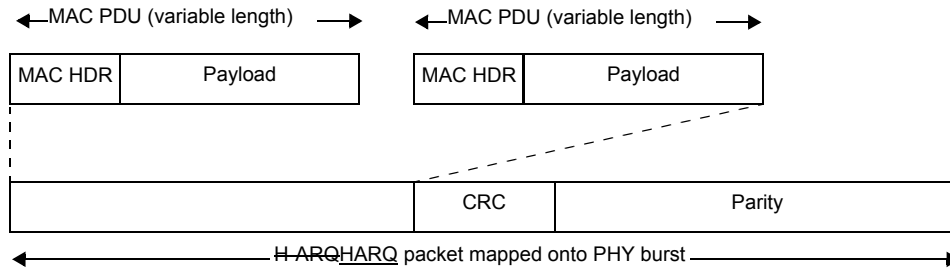 MAC PDU (variable length) MAC PDU (variable length)
MAC HDR Payload MAC HDR Payload
CRC Parity
H-ARQHARQ packet mapped onto PHY burst